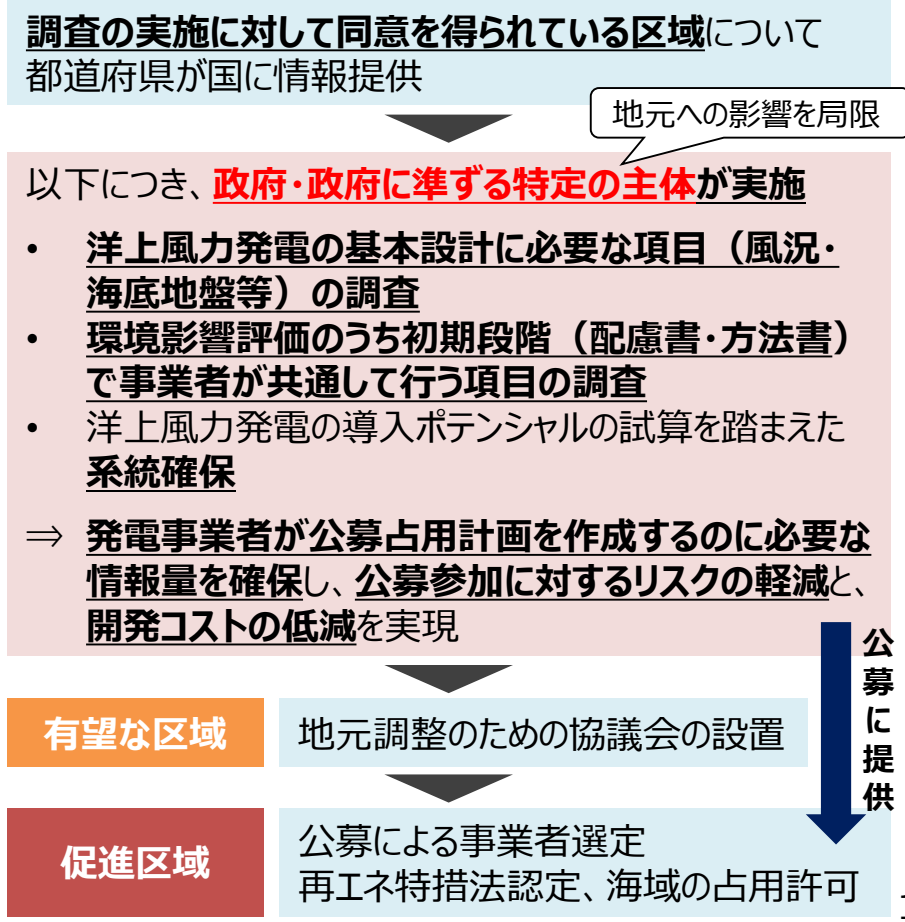 調査の実施に対して同意を得られている区域について
都道府県が国に情報提供
地元への影響を局限
以下につき、政府・政府に準ずる特定の主体が実施
• 洋上風力発電の基本設計に必要な項目（風況・
海底地盤等）の調査
• 環境影響評価のうち初期段階（配慮書・方法書）
で事業者が共通して行う項目の調査
• 洋上風力発電の導入ポテンシャルの試算を踏まえた
系統確保
⇒ 発電事業者が公募占用計画を作成するのに必要な
情報量を確保し、公募参加に対するリスクの軽減と、
開発コストの低減を実現
公募に提供
有望な区域
地元調整のための協議会の設置
促進区域
公募による事業者選定
再エネ特措法認定、海域の占用許可